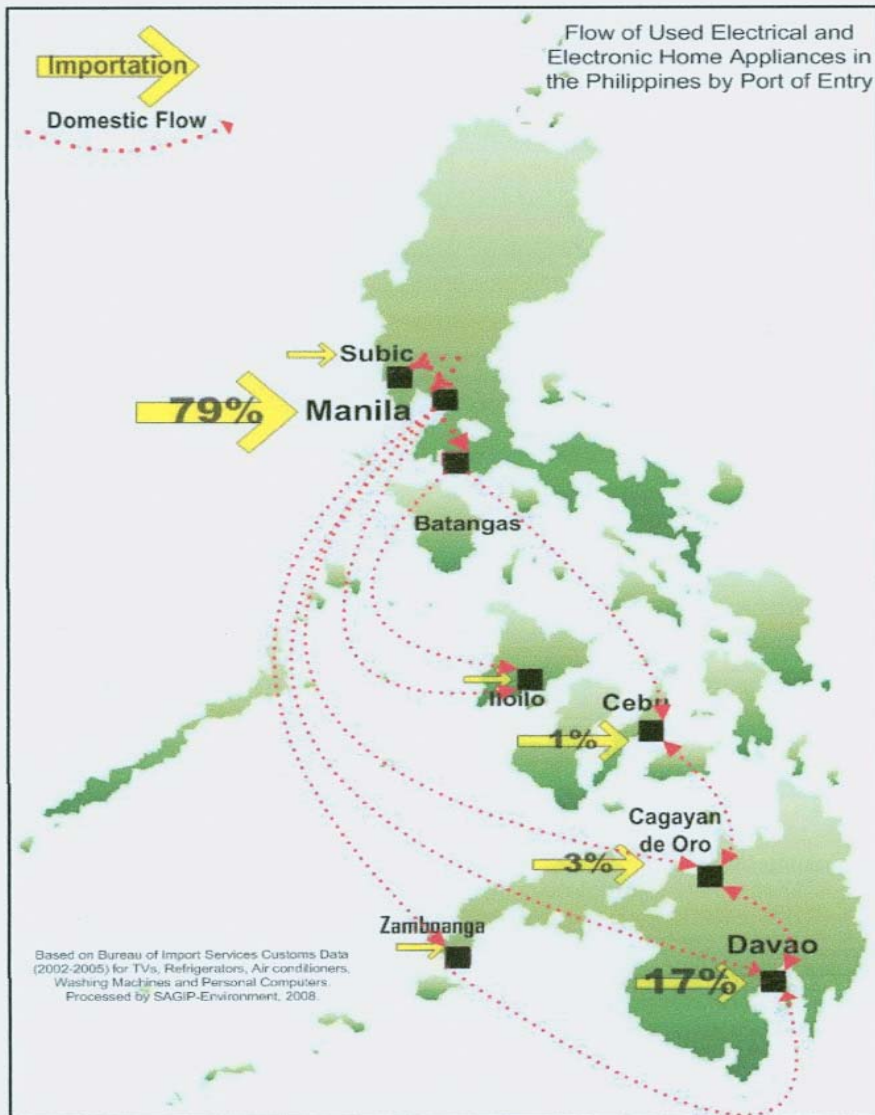 Flow of Used Electrical and
Electronic Home Appliances in
the Philippines by Port of Entry
Importation
Domestic Flow
Subic
79%
Manila
Batangas
Iloilo
Cebu
1%
Cagayan
de Oro
3%
Zamboanga
Davao
17%
Based on Bureau of Import Services Customs Data
(2002-2005) for TVs, Refrigerators, Air conditioners,
Washing Machines and Personal Computers.
Processed by SAGIP-Environment, 2008.